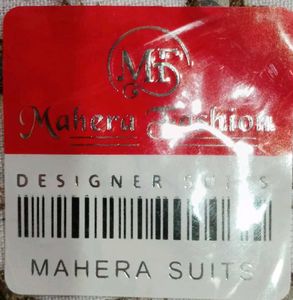 MF
Mahera Fashion
DESIGNER SUITS
MAHERA SUITS